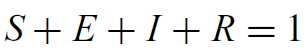 S + E + I + R = 1